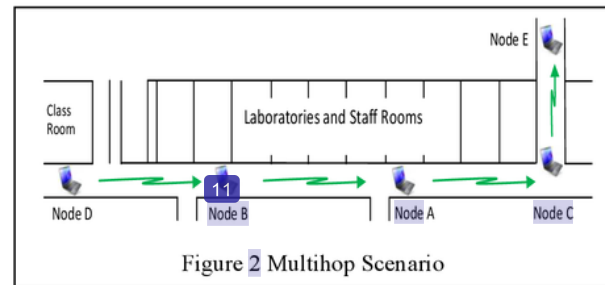 Node E
Class
Room
Laboratories and Staff Rooms
11
Node D
Node B
Node A
Node C
Figure 2 Multihop Scenario